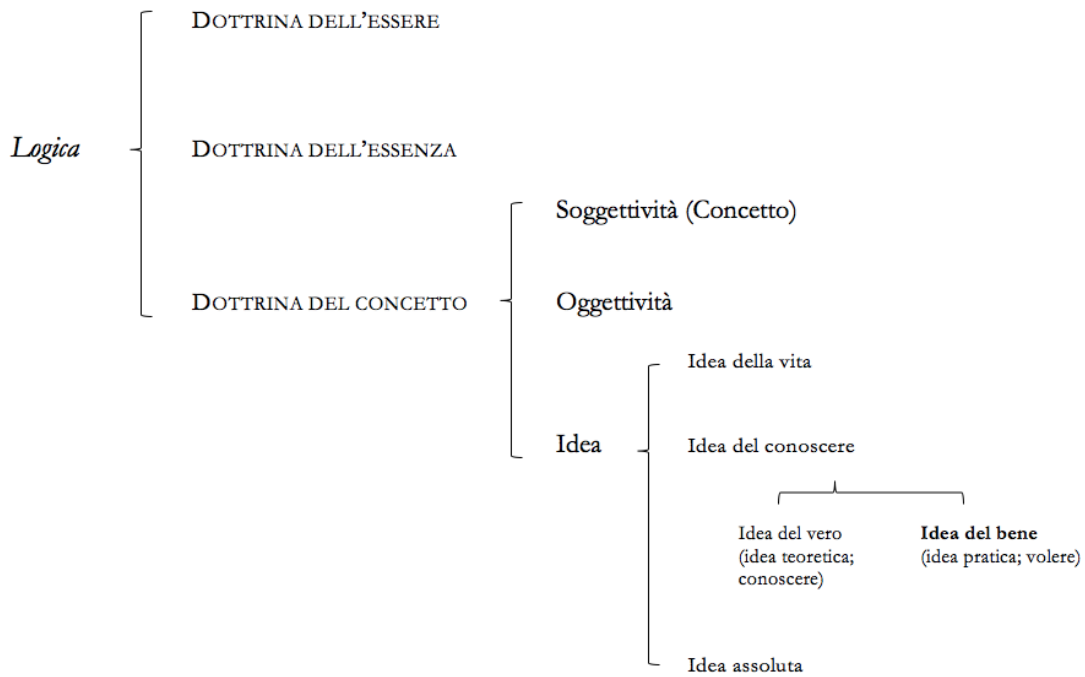 DOTTRINA DELL'ESSERE
Logica
DOTTRINA DELL'ESSENZA
Soggettività (Concetto)
DOTTRINA DEL CONCETTO
Oggettività
Idea della vita
Idea
Idea del conoscere
Idea del vero
(idea teoretica;
conoscere)
Idea del bene
(idea pratica; volere)
Idea assoluta